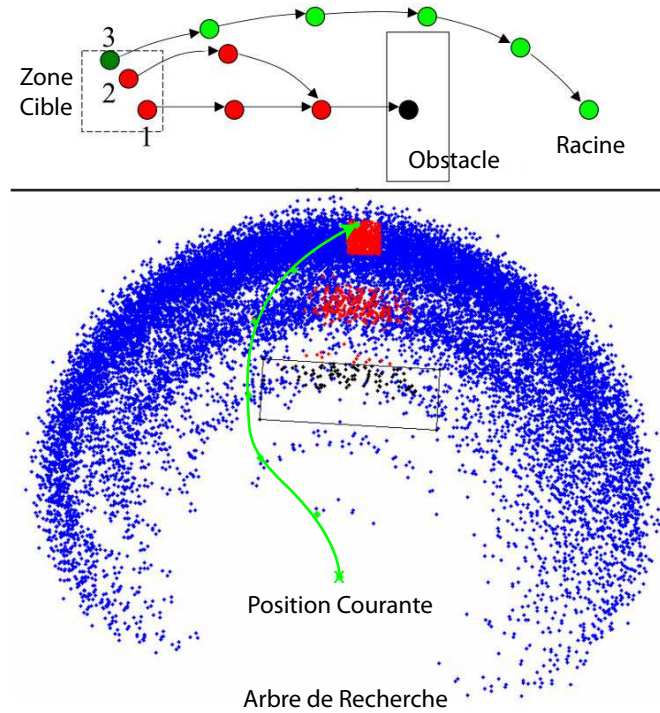 3
Zone
Cible
2
1
Obstacle
Racine
Position Courante
Arbre de Recherche